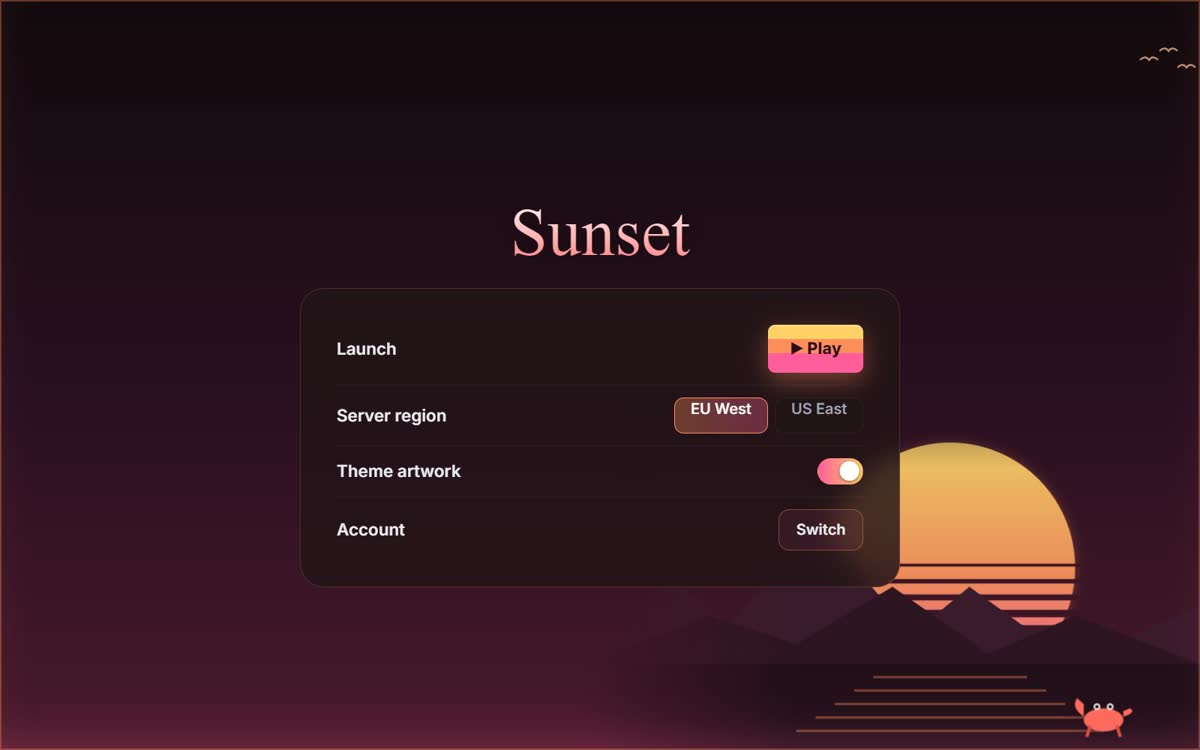 Sunset
Launch
▶ Play
Server region
EU West
US East
Theme artwork
Account
Switch